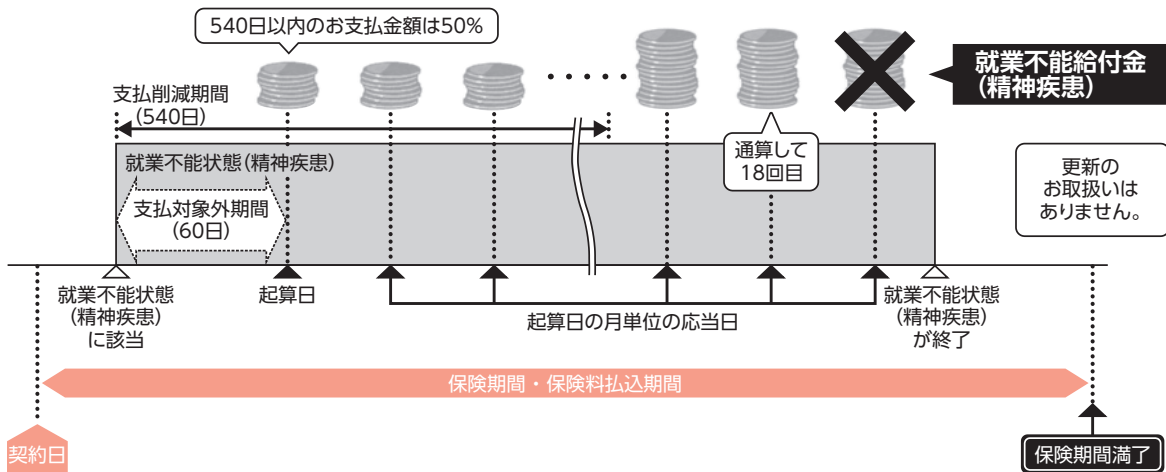 540日以内のお支払金額は50%
就業不能給付金
(精神疾患)
支払削減期間
(540日)
通算して
18回目
就業不能状態(精神疾患)
更新の
お取扱いは
ありません。
支払対象外期間
(60日)
就業不能状態
(精神疾患)
に該当
起算日
起算日の月単位の応当日
就業不能状態
(精神疾患)
が終了
保険期間・保険料払込期間
契約日
保険期間満了